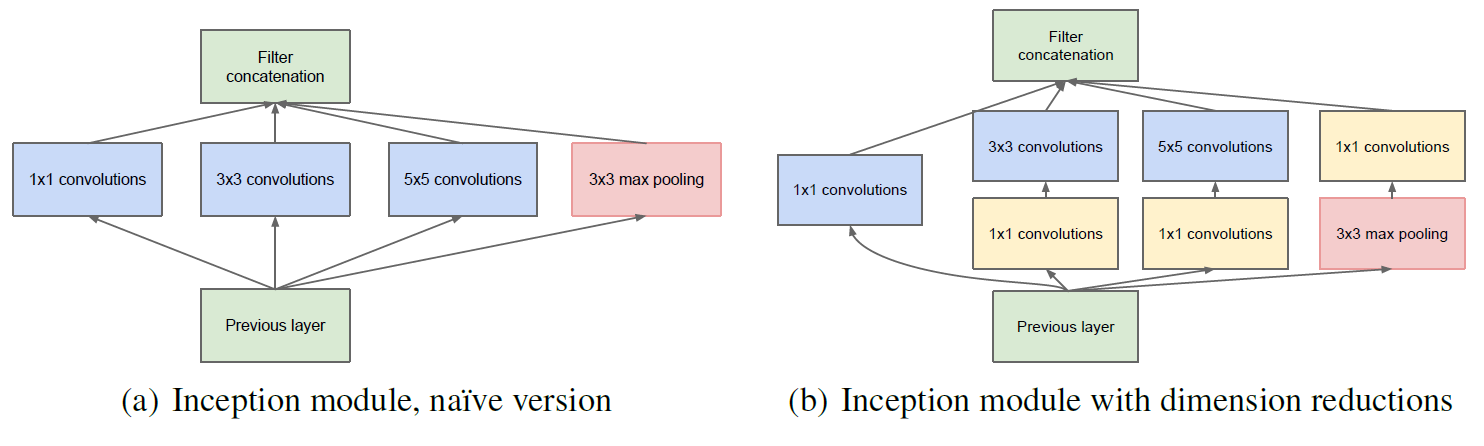 Filter
concatenation
1x1 convolutions
3x3 convolutions
5x5 convolutions
3x3 max pooling
Previous layer
(a) Inception module, naïve version
Filter
concatenation
3x3 convolutions
5x5 convolutions
1x1 convolutions
1x1 convolutions
1x1 convolutions
1x1 convolutions
3x3 max pooling
Previous layer
(b) Inception module with dimension reductions